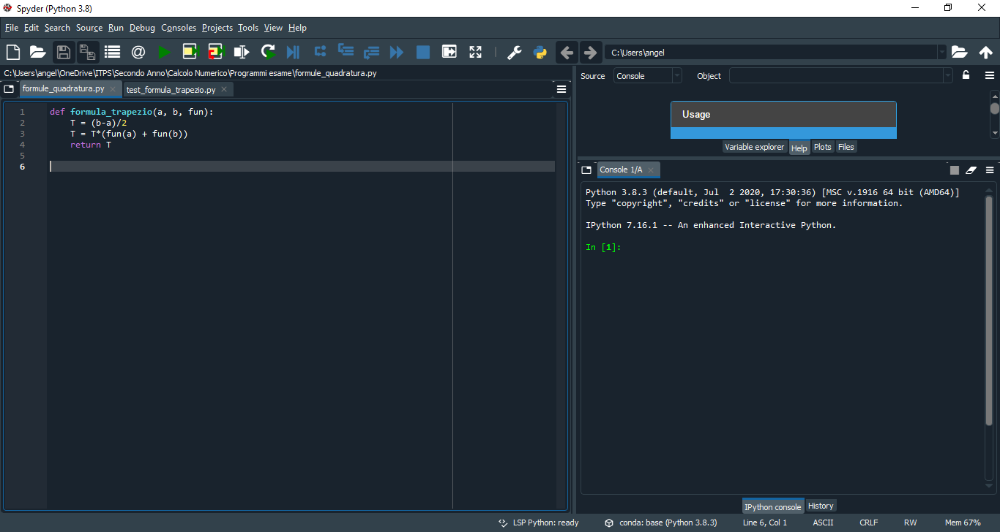 Spyder (Python 3.8)
File Edit Search Source Run Debug Consoles Projects Tools View Help
C:\Users\angel
C:\Users\angel\OneDrive\ITPS\Secondo Anno\Calcolo Numerico\Programmi esame\formule_quadratura.py
formule_quadratura.py
test_formula_trapezio.py
1 def formula_trapezio(a, b, fun):
2     T = (b-a)/2
3     T = T*(fun(a) + fun(b))
4     return T
5
6
Source Console Object
Usage
Variable explorer Help Plots Files
Console 1/A
Python 3.8.3 (default, Jul  2 2020, 17:30:36) [MSC v.1916 64 bit (AMD64)]
Type "copyright", "credits" or "license" for more information.
IPython 7.16.1 -- An enhanced Interactive Python.
In [1]:
IPython console History
LSP Python: ready conda: base (Python 3.8.3) Line 6, Col 1 ASCII CRLF RW Mem 67%